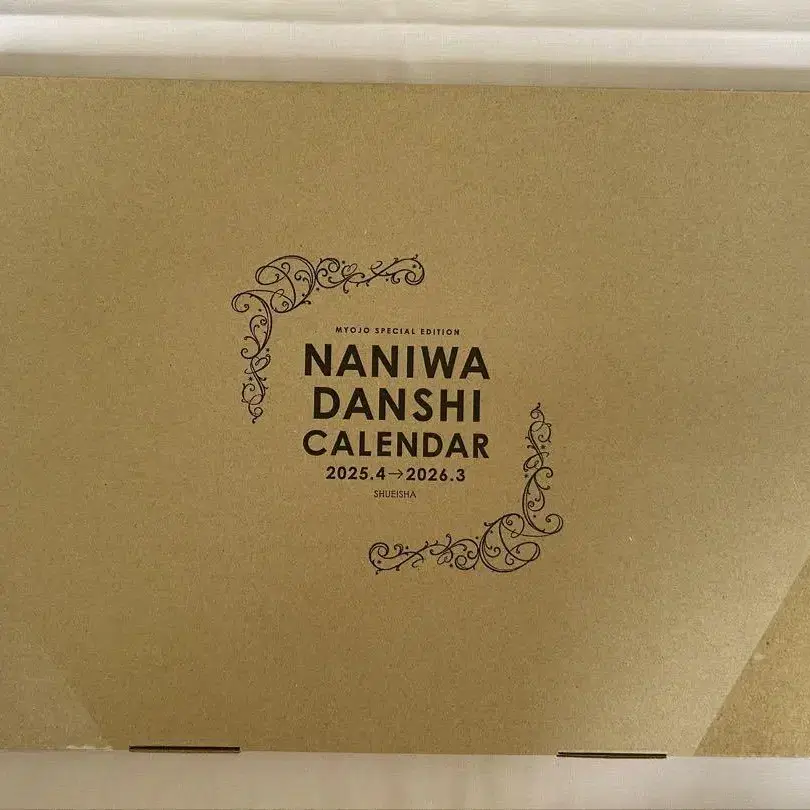 MYOJO SPECIAL EDITION
NANIWA
DANSHI
CALENDAR
2025.4→2026.3
SHUEISHA